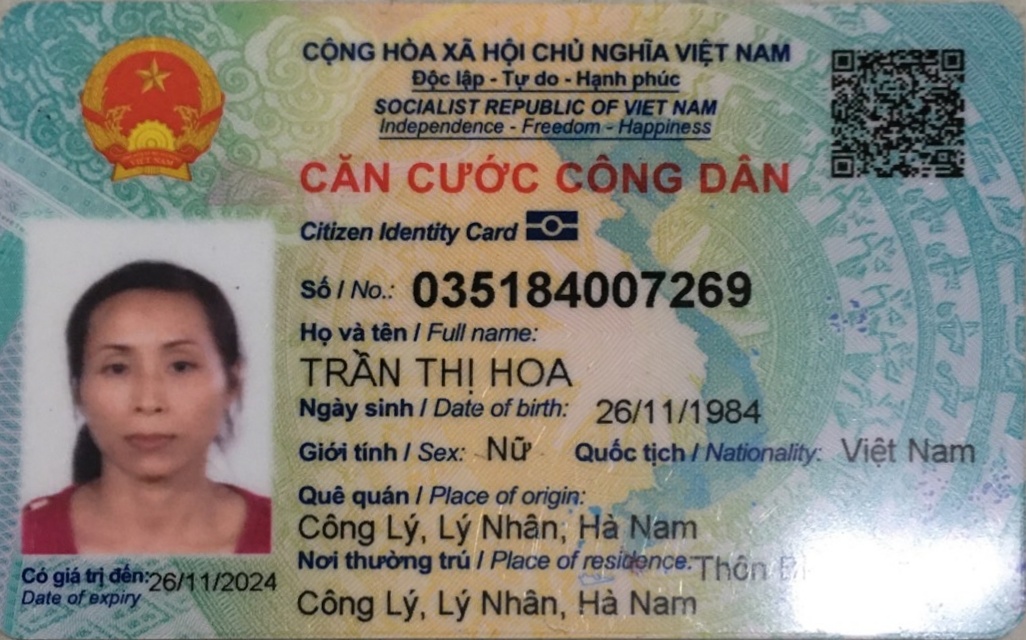 CỘNG HÒA XÃ HỘI CHỦ NGHĨA VIỆT NAM
Độc lập - Tự do - Hạnh phúc
SOCIALIST REPUBLIC OF VIET NAM
Independence - Freedom - Happiness
CĂN CƯỚC CÔNG DÂN
Citizen Identity Card
Số / No.: 035184007269
Họ và tên / Full name:
TRẦN THỊ HOA
Ngày sinh / Date of birth: 26/11/1984
Giới tính / Sex: Nữ Quốc tịch / Nationality: Việt Nam
Quê quán / Place of origin:
Công Lý, Lý Nhân, Hà Nam
Nơi thường trú / Place of residence: Thôn
Công Lý, Lý Nhân, Hà Nam
Có giá trị đến: 26/11/2024
Date of expiry
VIỆT NAM